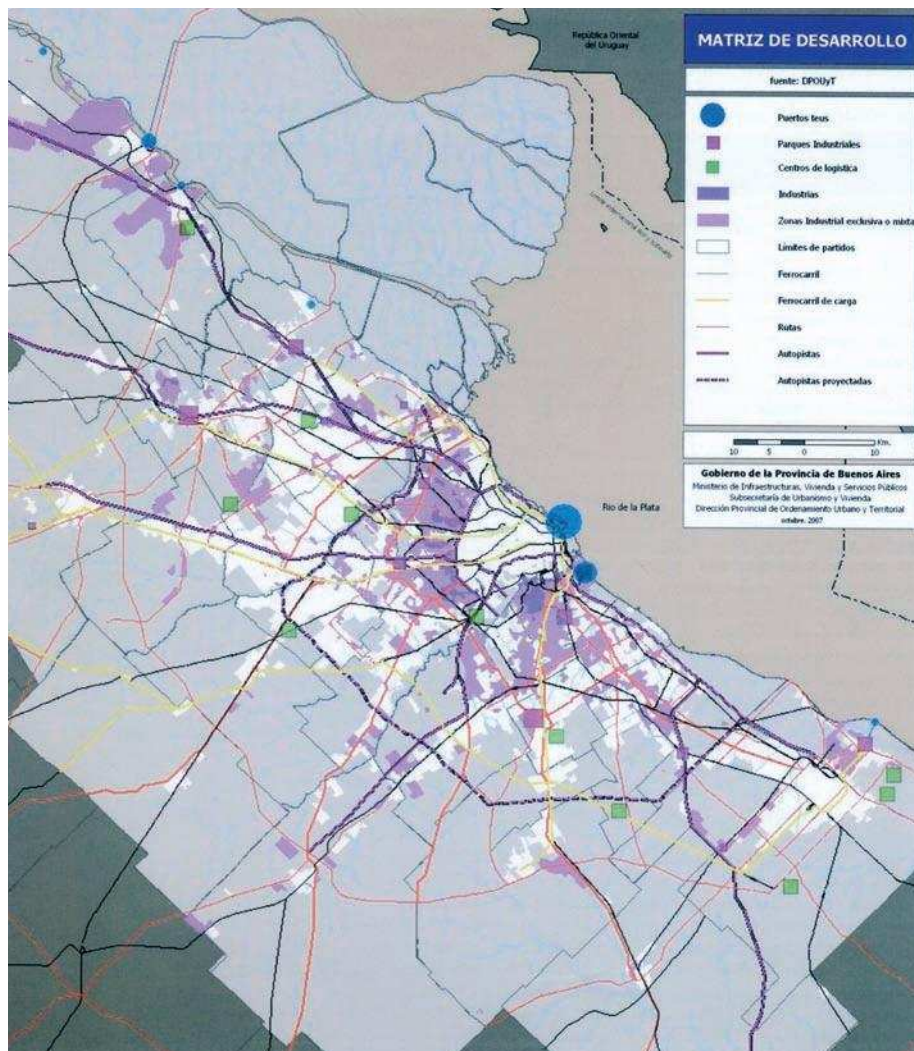 República Oriental
del Uruguay
MATRIZ DE DESARROLLO
fuente: DPOUyT
Puertos teus
Parques Industriales
Centros de logística
Industrias
Zonas Industrial exclusiva o mixta
Límites de partidos
Ferrocarril
Ferrocarril de carga
Rutas
Autopistas
Autopistas proyectadas
10 5 0 10 Km.
Gobierno de la Provincia de Buenos Aires
Ministerio de Infraestructuras, Vivienda y Servicios Públicos
Subsecretaría de Urbanismo y Vivienda
Dirección Provincial de Ordenamiento Urbano y Territorial
octubre, 2007
Río de la Plata